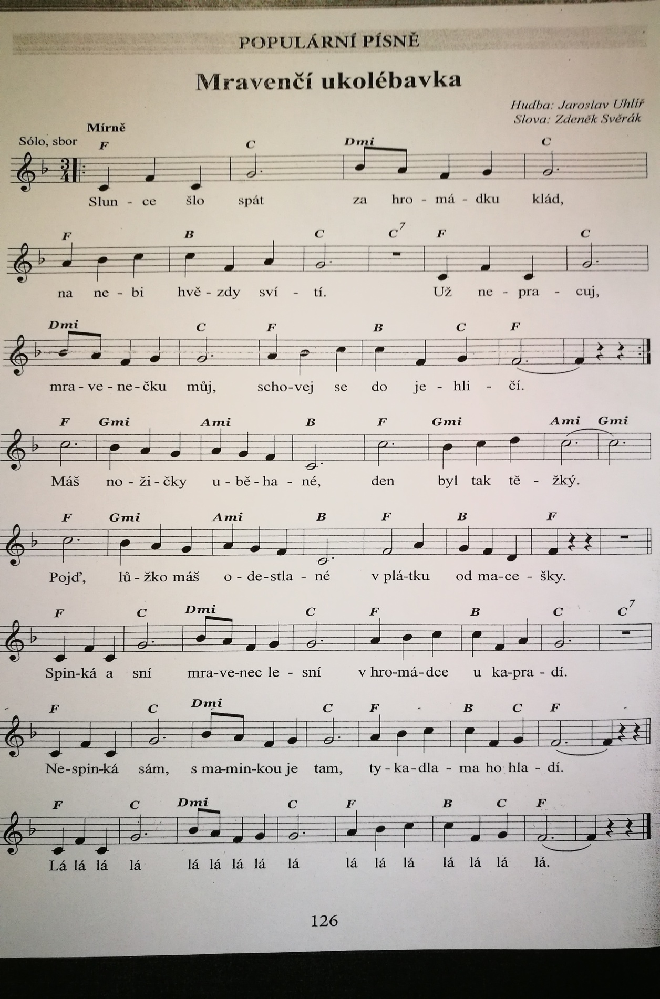 POPULÁRNÍ PÍSNĚ
Mravenčí ukolébavka
Hudba: Jaroslav Uhlíř
Slova: Zdeněk Svěrák
Mírně
Sólo, sbor
F C Dmi C
3
4
Slun - ce šlo spát za hro - má - dku klád,
F B C C7 F C
na ne - bi hvě - zdy sví - tí. Už ne - pra - cuj,
Dmi C F B C F
mra - ve - ne - čku můj, scho - vej se do je - hli - čí.
F Gmi Ami B F Gmi Ami Gmi
Máš no - ži - čky u - bě - ha - né, den byl tak tě - žký.
F Gmi Ami B F B F
Pojď, lů - žko máš o - de - stla - né v plá - tku od ma - ce - šky.
F C Dmi C F B C C7
Spin - ká a sní mra - ve - nec le - sní v hro - má - dce u ka - pra - dí.
F C Dmi C F B C F
Ne - spin - ká sám, s ma - min - kou je tam, ty - ka - dla - ma ho hla - dí.
F C Dmi C F B C F
Lá lá lá lá lá lá lá lá lá lá lá lá lá lá lá lá.
126